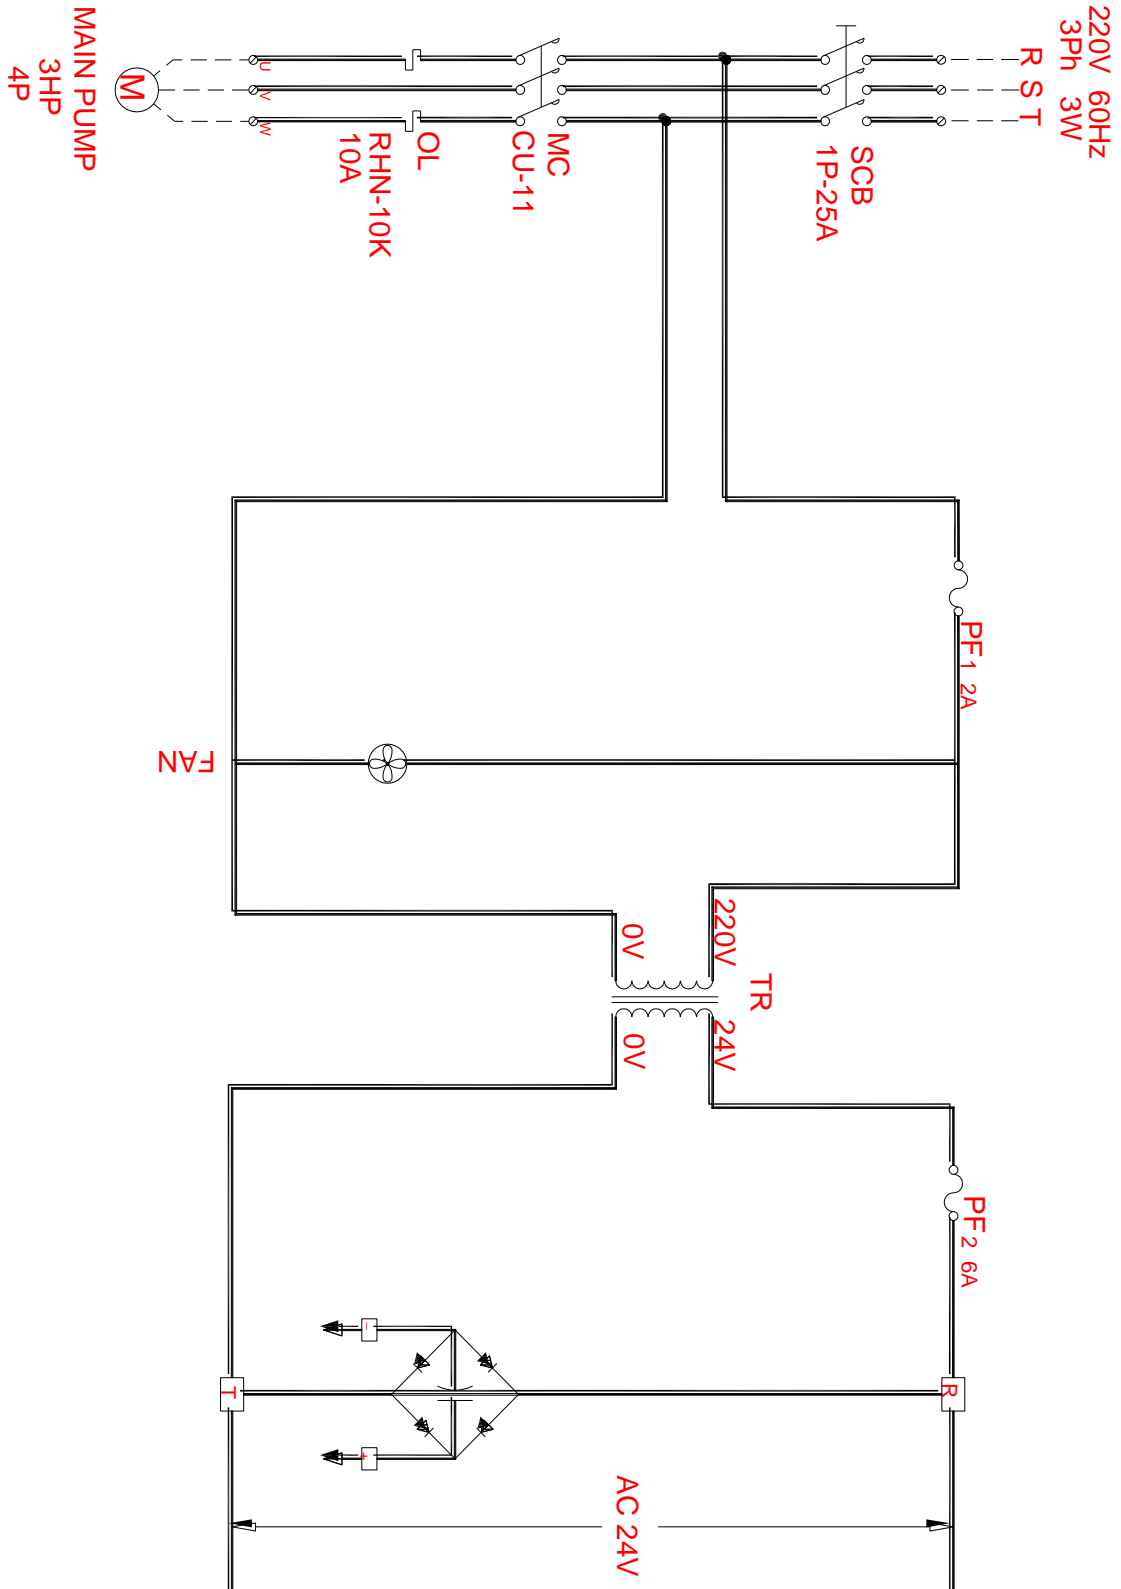 220V 60Hz
3Ph 3W
R S T
SCB
1P-25A
MC
CU-11
OL
RHN-10K
10A
U
V
W
M
MAIN PUMP
3HP
4P
PF1 2A
FAN
220V
0V
TR
24V
0V
PF2 6A
R
T
-
+
AC 24V